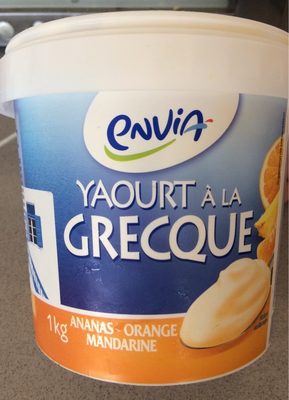 envia
YAOURT À LA
GRECQUE
1kg
ANANAS - ORANGE
MANDARINE